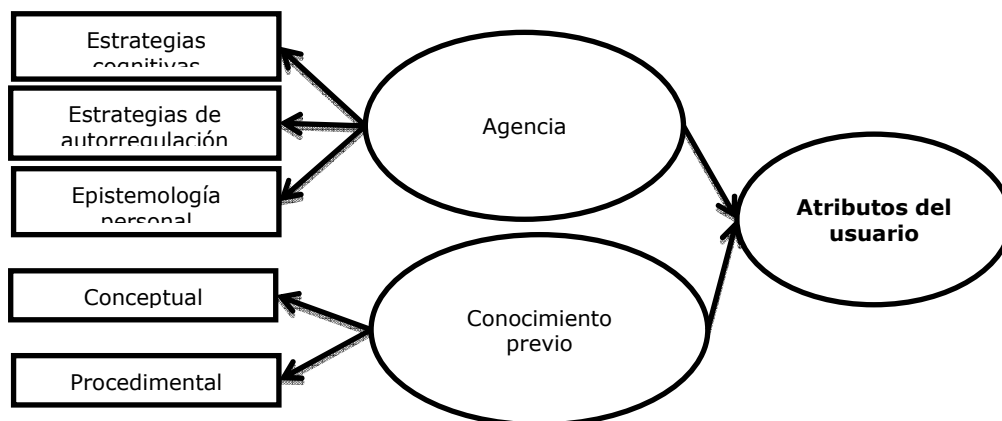 Estrategias
cognitivas
Estrategias de
autorregulación
Epistemología
personal
Conceptual
Procedimental
Agencia
Conocimiento
previo
Atributos del
usuario